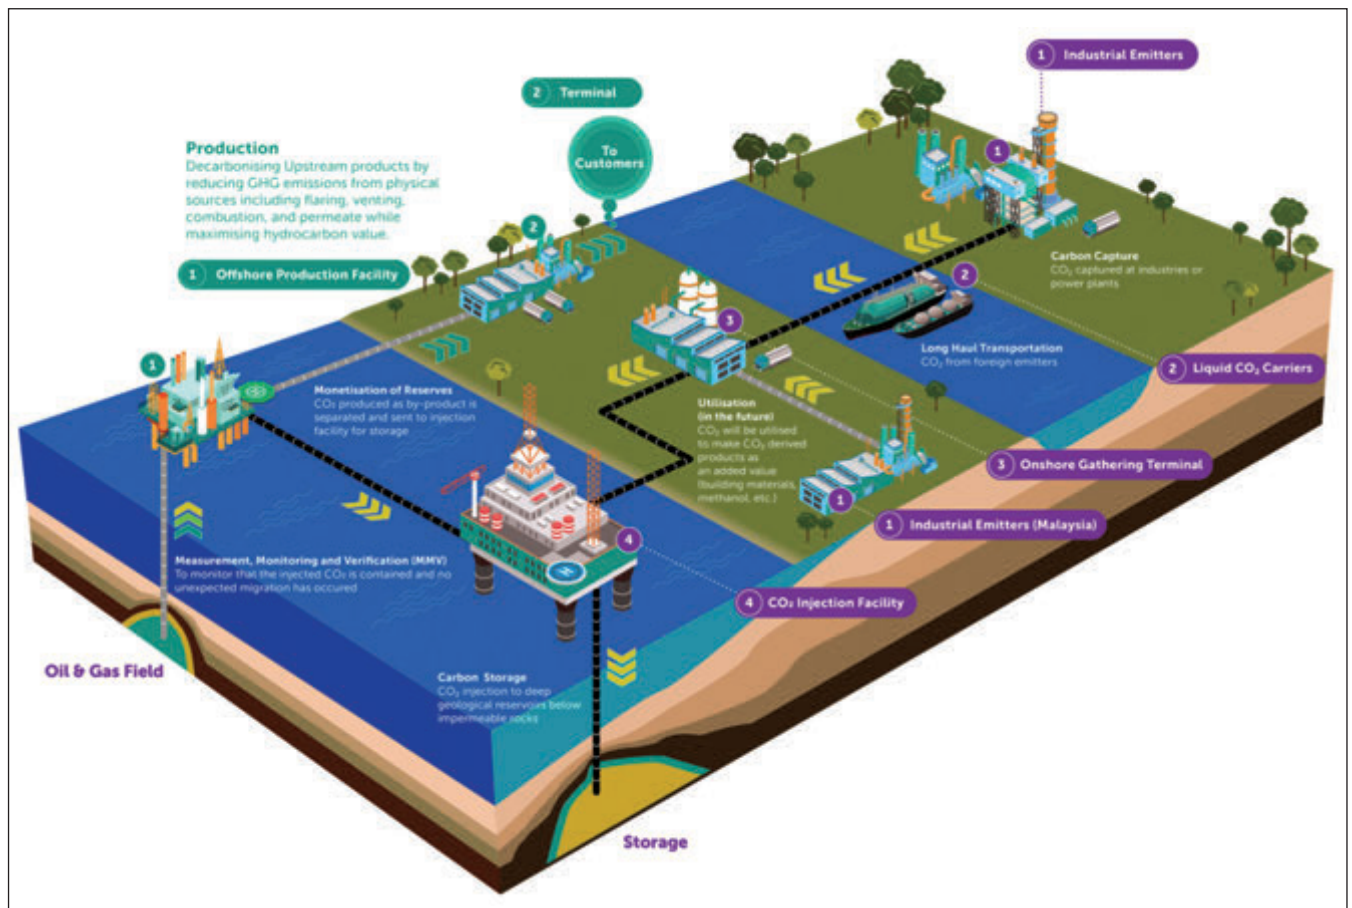 1 Industrial Emitters
2 Terminal
To
Customers
Production
Decarbonising Upstream products by
reducing GHG emissions from physical
sources including flaring, venting,
combustion, and permeate while
maximising hydrocarbon value.
1 Offshore Production Facility
1
2
1
Carbon Capture
CO₂ captured at industries or
power plants
2
Long Haul Transportation
CO₂ from foreign emitters
2 Liquid CO₂ Carriers
3
1
Monetisation of Reserves
CO₂ produced as by-product is
separated and sent to injection
facility for storage
Utilisation
(in the future)
CO₂ will be utilised
to make CO₂ derived
products as
an added value
(building materials,
methanol, etc.)
3 Onshore Gathering Terminal
1 Industrial Emitters (Malaysia)
4
H
Measurement, Monitoring and Verification (MMV)
To monitor that the injected CO₂ is contained and no
unexpected migration has occured
4 CO₂ Injection Facility
Oil & Gas Field
Carbon Storage
CO₂ injection to deep
geological reservoirs below
impermeable rocks
Storage